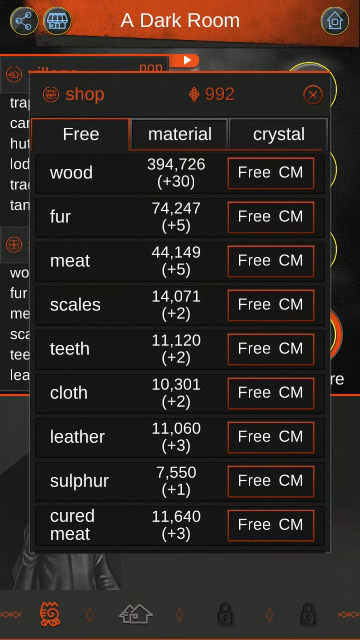 A Dark Room
pop
shop 992
Free material crystal
wood 394,726 (+30) Free CM
fur 74,247 (+5) Free CM
meat 44,149 (+5) Free CM
scales 14,071 (+2) Free CM
teeth 11,120 (+2) Free CM
cloth 10,301 (+2) Free CM
leather 11,060 (+3) Free CM
sulphur 7,550 (+1) Free CM
cured meat 11,640 (+3) Free CM